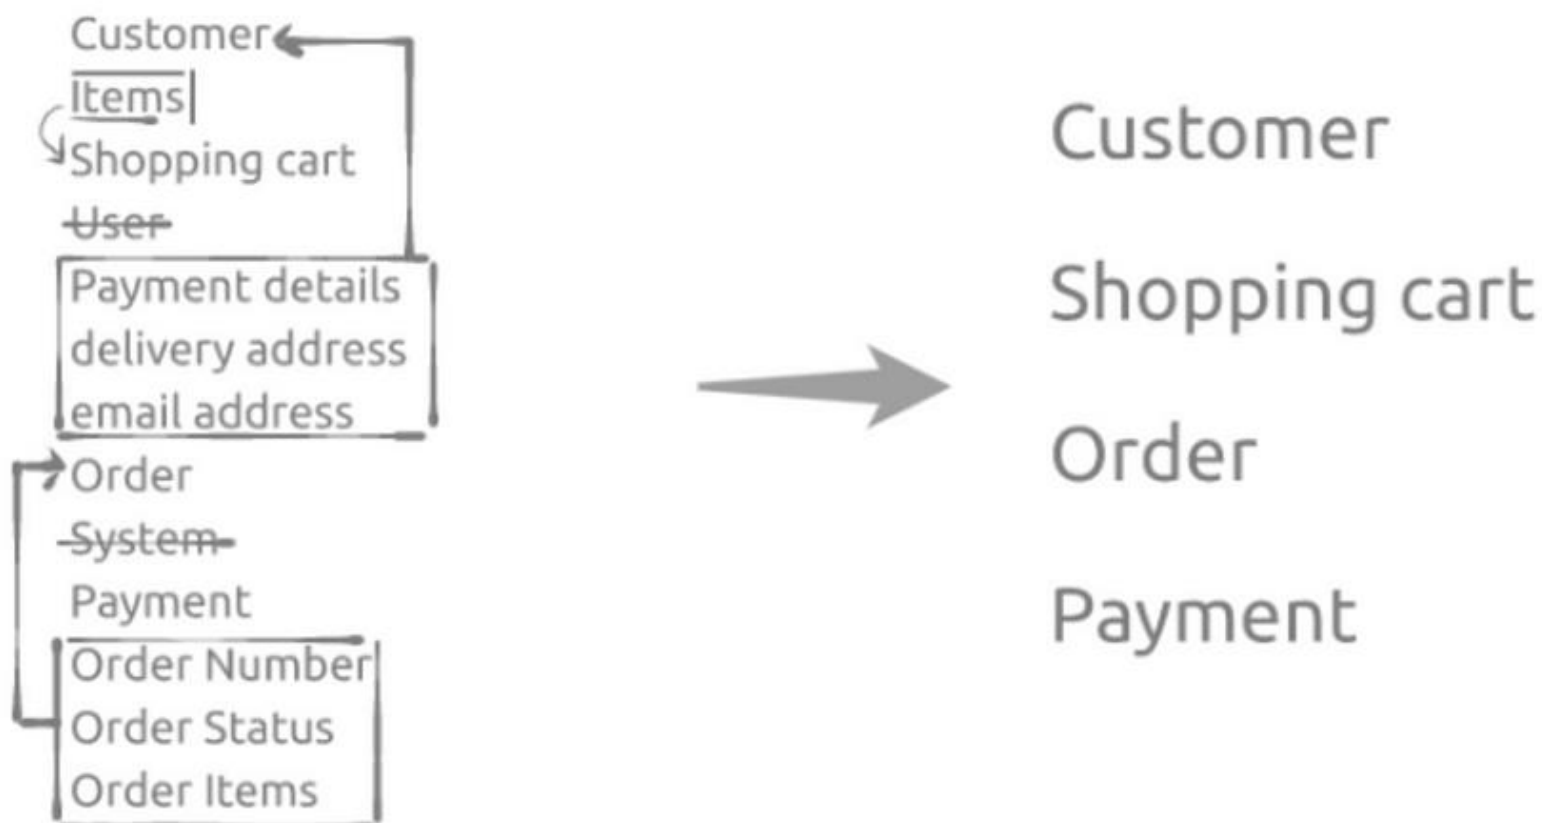 Customer
Items
Shopping cart
User
Payment details
delivery address
email address
Order
System
Payment
Order Number
Order Status
Order Items
Customer
Shopping cart
Order
Payment